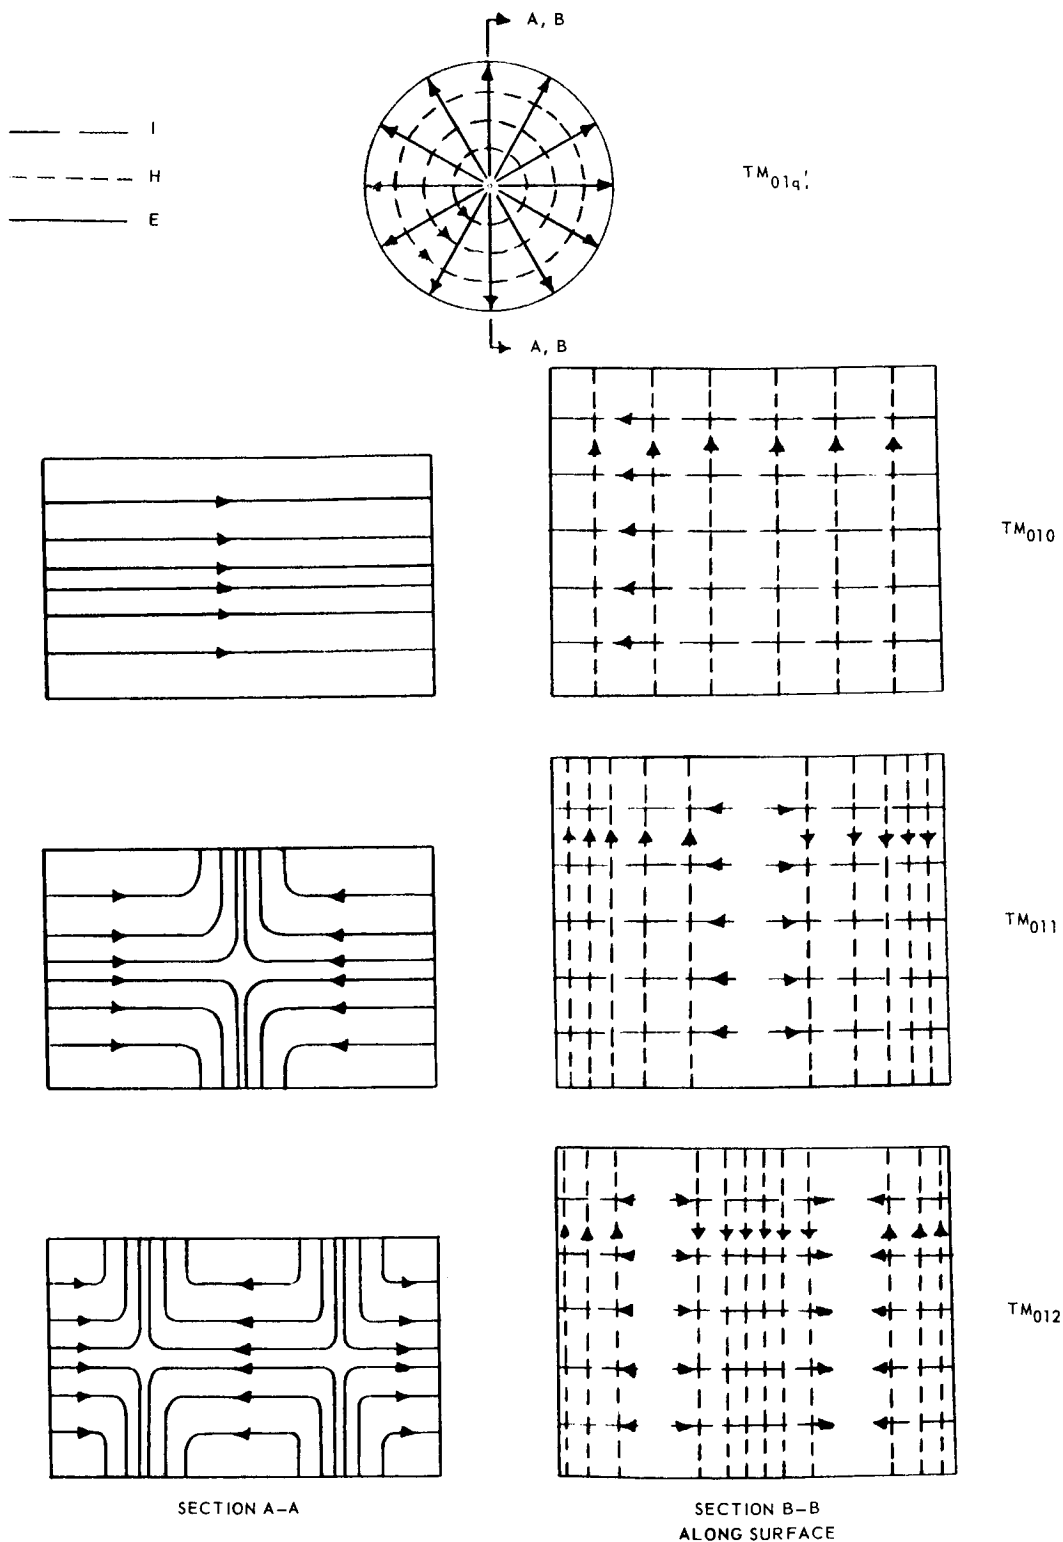 A, B
I
H
E
TM01q'
A, B
TM010
TM011
TM012
SECTION A–A
SECTION B–B
ALONG SURFACE